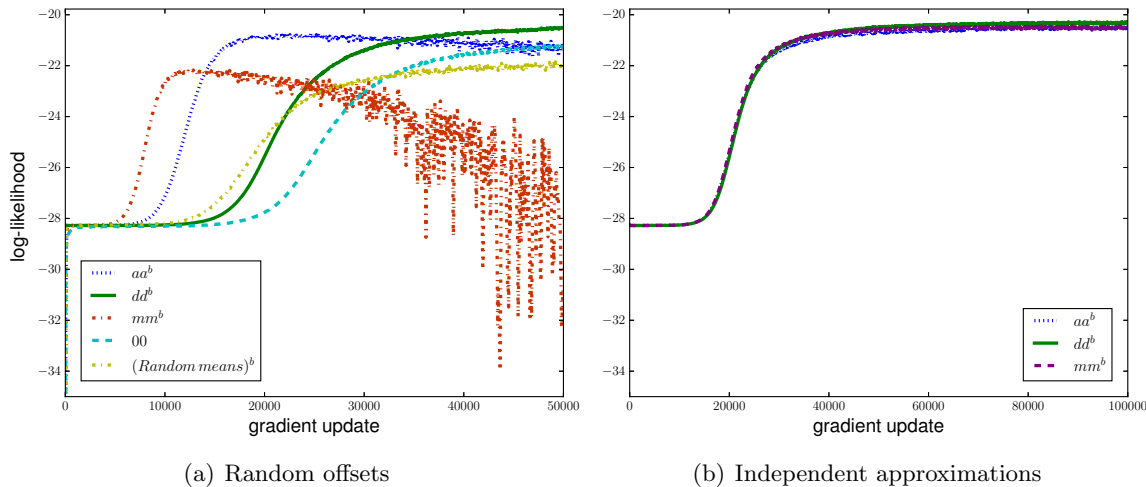 log-likelihood
−20
−22
−24
−26
−28
−30
−32
−34
aa^b
dd^b
mm^b
00
(Random means)^b
0
10000
20000
30000
40000
50000
gradient update
(a) Random offsets
−20
−22
−24
−26
−28
−30
−32
−34
aa^b
dd^b
mm^b
0
20000
40000
60000
80000
100000
gradient update
(b) Independent approximations